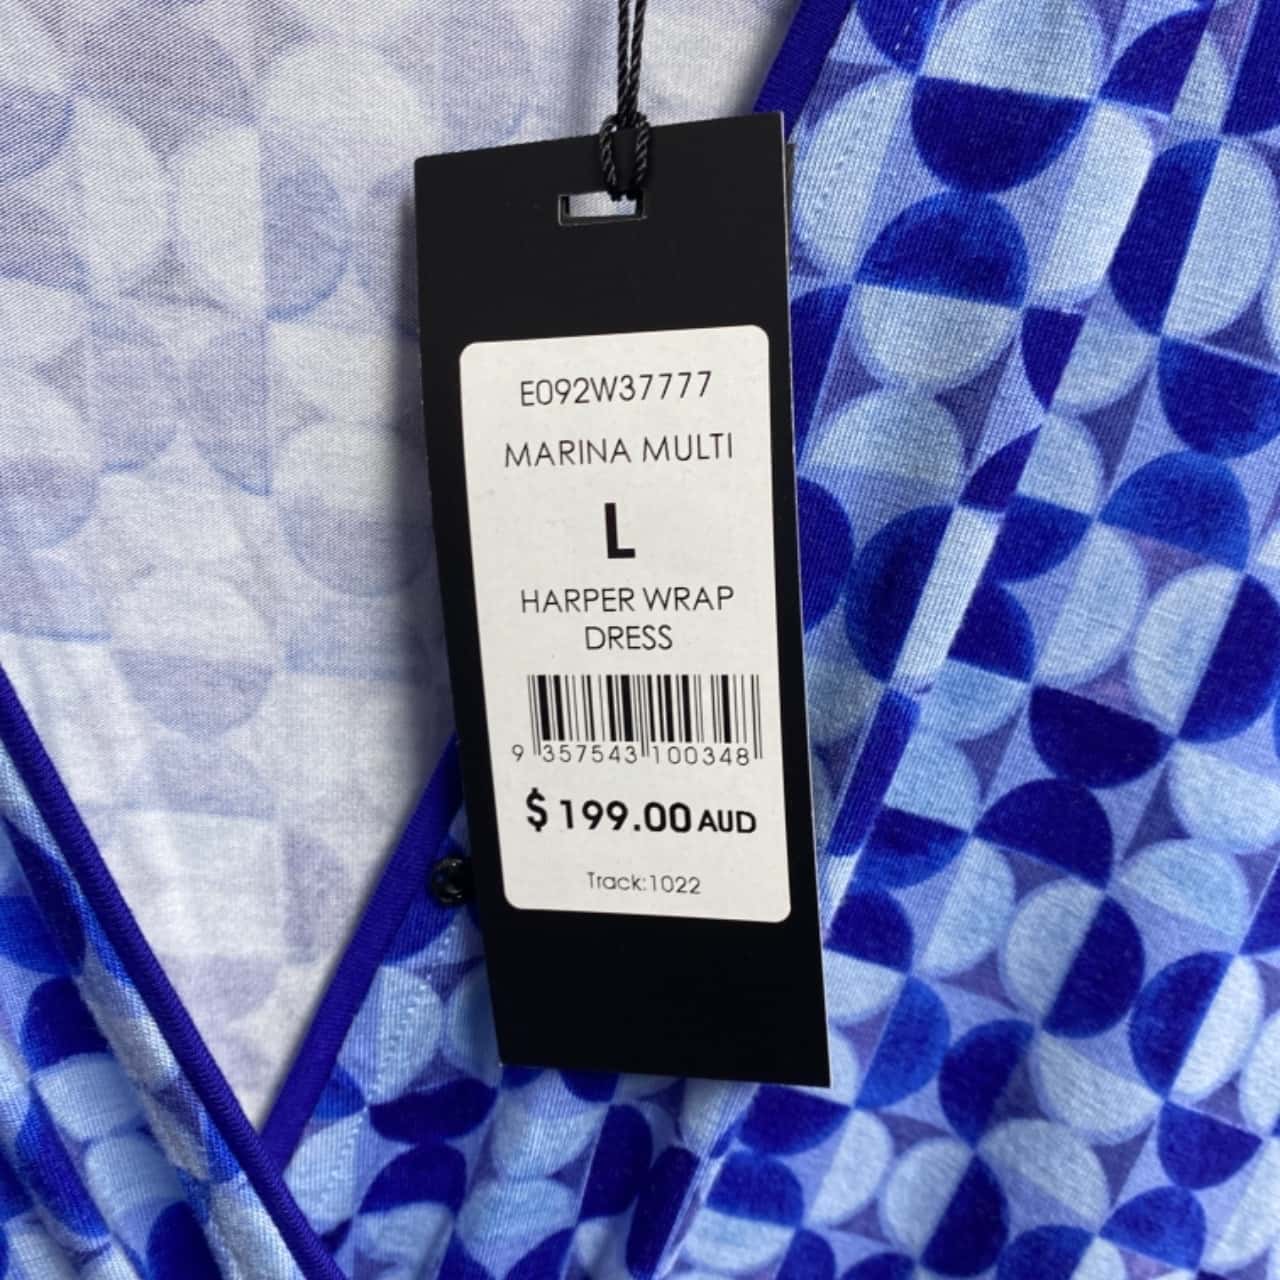 E092W37777
MARINA MULTI
L
HARPER WRAP
DRESS
9 357543 100348
$ 199.00 AUD
Track:1022